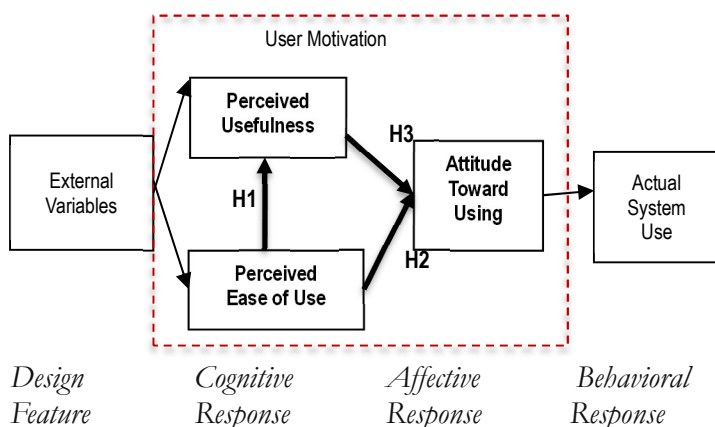 User Motivation
Perceived
Usefulness
H3
External
Variables
H1
Attitude
Toward
Using
Actual
System
Use
H2
Perceived
Ease of Use
Design
Feature
Cognitive
Response
Affective
Response
Behavioral
Response